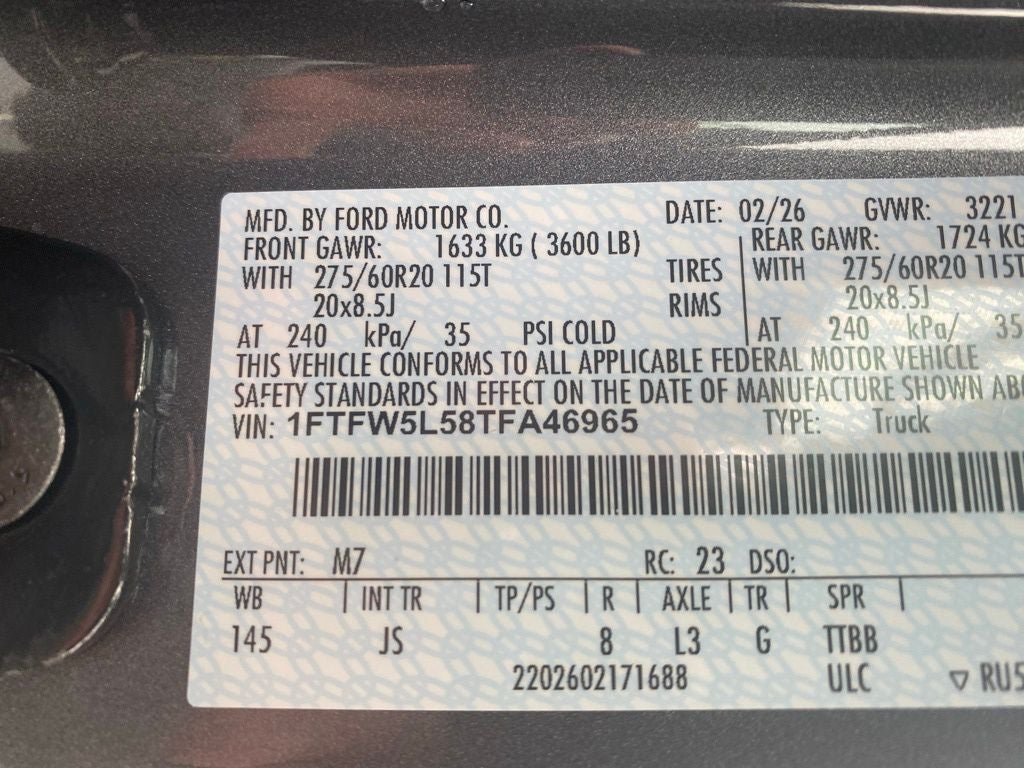 MFD. BY FORD MOTOR CO. DATE: 02/26 GVWR: 3221
FRONT GAWR: 1633 KG ( 3600 LB) REAR GAWR: 1724 KG
WITH 275/60R20 115T TIRES WITH 275/60R20 115T
20x8.5J RIMS 20x8.5J
AT 240 kPa/ 35 PSI COLD AT 240 kPa/ 35
THIS VEHICLE CONFORMS TO ALL APPLICABLE FEDERAL MOTOR VEHICLE
SAFETY STANDARDS IN EFFECT ON THE DATE OF MANUFACTURE SHOWN
VIN: 1FTFW5L58TFA46965 TYPE: Truck
EXT PNT: M7 RC: 23 DSO:
WB INT TR TP/PS R AXLE TR SPR
145 JS 8 L3 G TTBB
2202602171688 ULC RU5